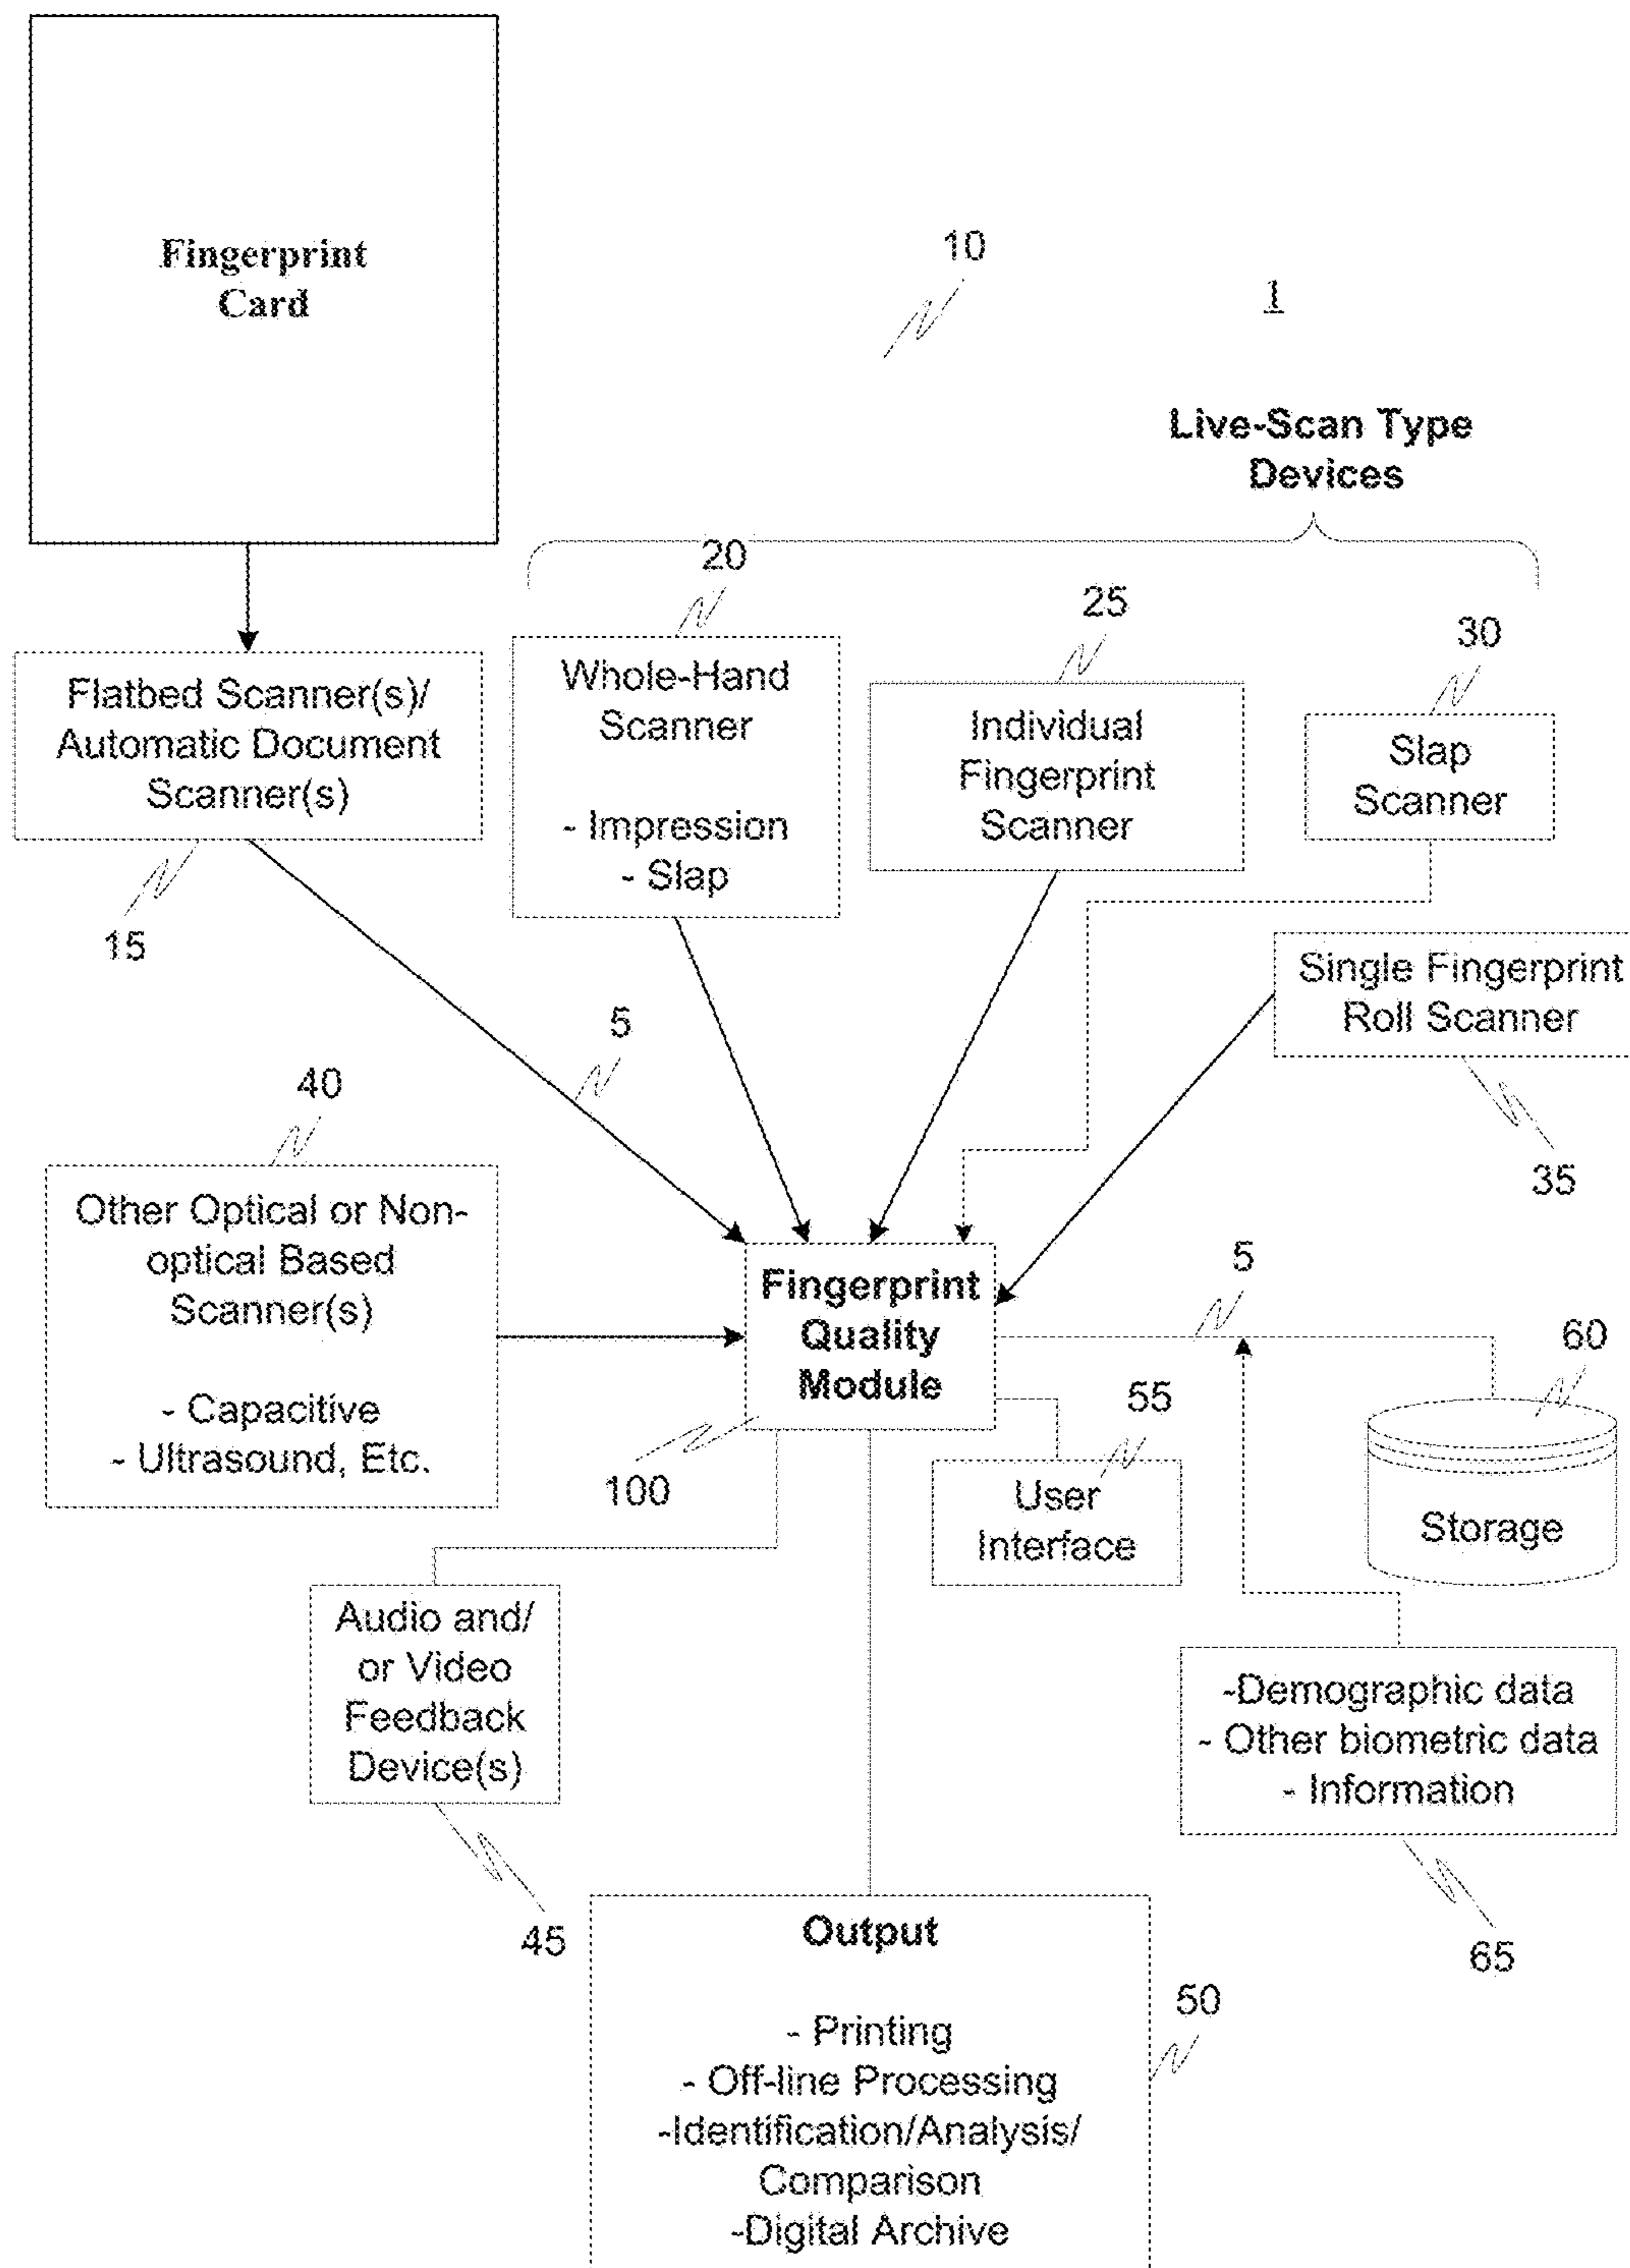 Fingerprint
Card
10
1
Live-Scan Type
Devices
20
25
30
Flatbed Scanner(s)/
Automatic Document
Scanner(s)
15
Whole-Hand
Scanner
- Impression
- Slap
Individual
Fingerprint
Scanner
Slap
Scanner
Single Fingerprint
Roll Scanner
35
5
40
Other Optical or Non-
optical Based
Scanner(s)
- Capacitive
- Ultrasound, Etc.
Fingerprint
Quality
Module
100
5
60
55
User
Interface
Storage
Audio and/
or Video
Feedback
Device(s)
45
-Demographic data
- Other biometric data
- Information
65
Output
- Printing
- Off-line Processing
-Identification/Analysis/
Comparison
-Digital Archive
50